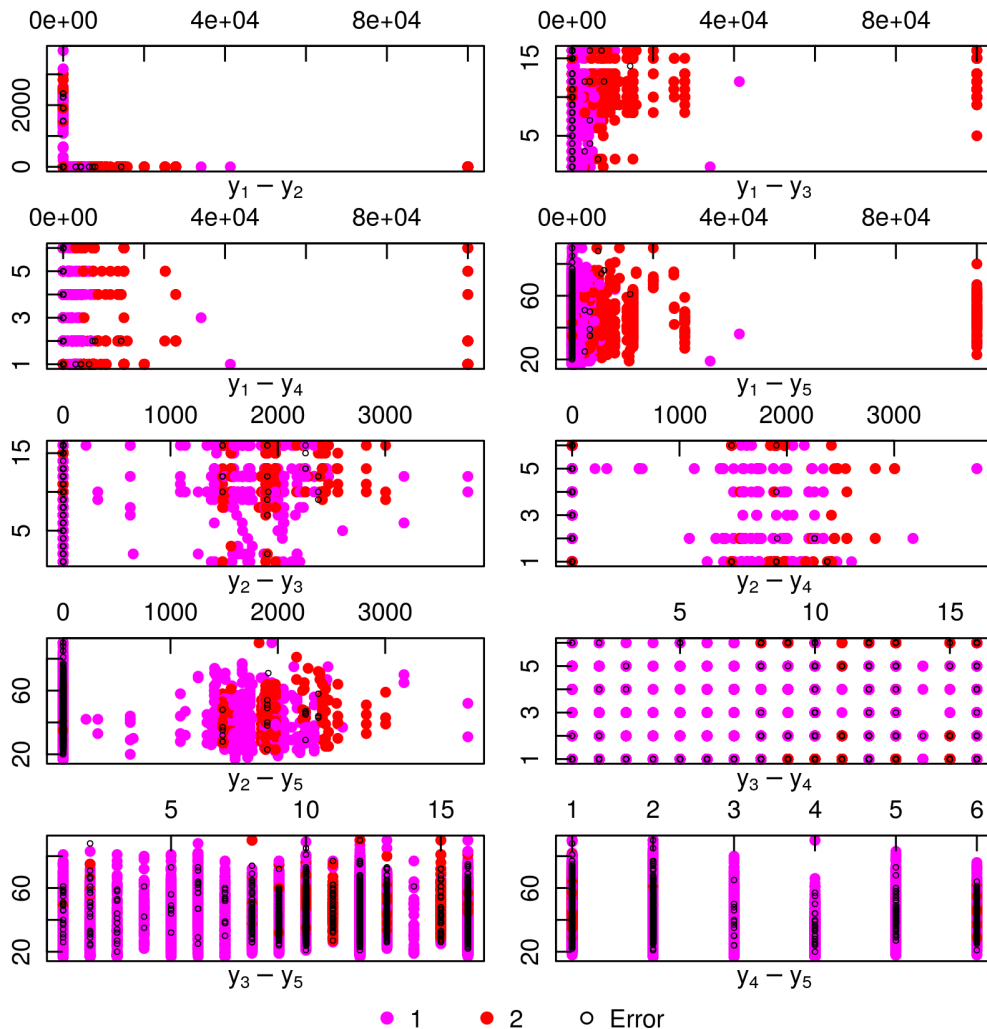 0e+00 4e+04 8e+04 0e+00 4e+04 8e+04
0 2000 5 15
y₁ − y₂ y₁ − y₃
0e+00 4e+04 8e+04 0e+00 4e+04 8e+04
1 3 5 20 60
y₁ − y₄ y₁ − y₅
0 1000 2000 3000 0 1000 2000 3000
5 15 1 3 5
y₂ − y₃ y₂ − y₄
0 1000 2000 3000 5 10 15
20 60 1 3 5
y₂ − y₅ y₃ − y₄
5 10 15 1 2 3 4 5 6
20 60 20 60
y₃ − y₅ y₄ − y₅
1 2 Error